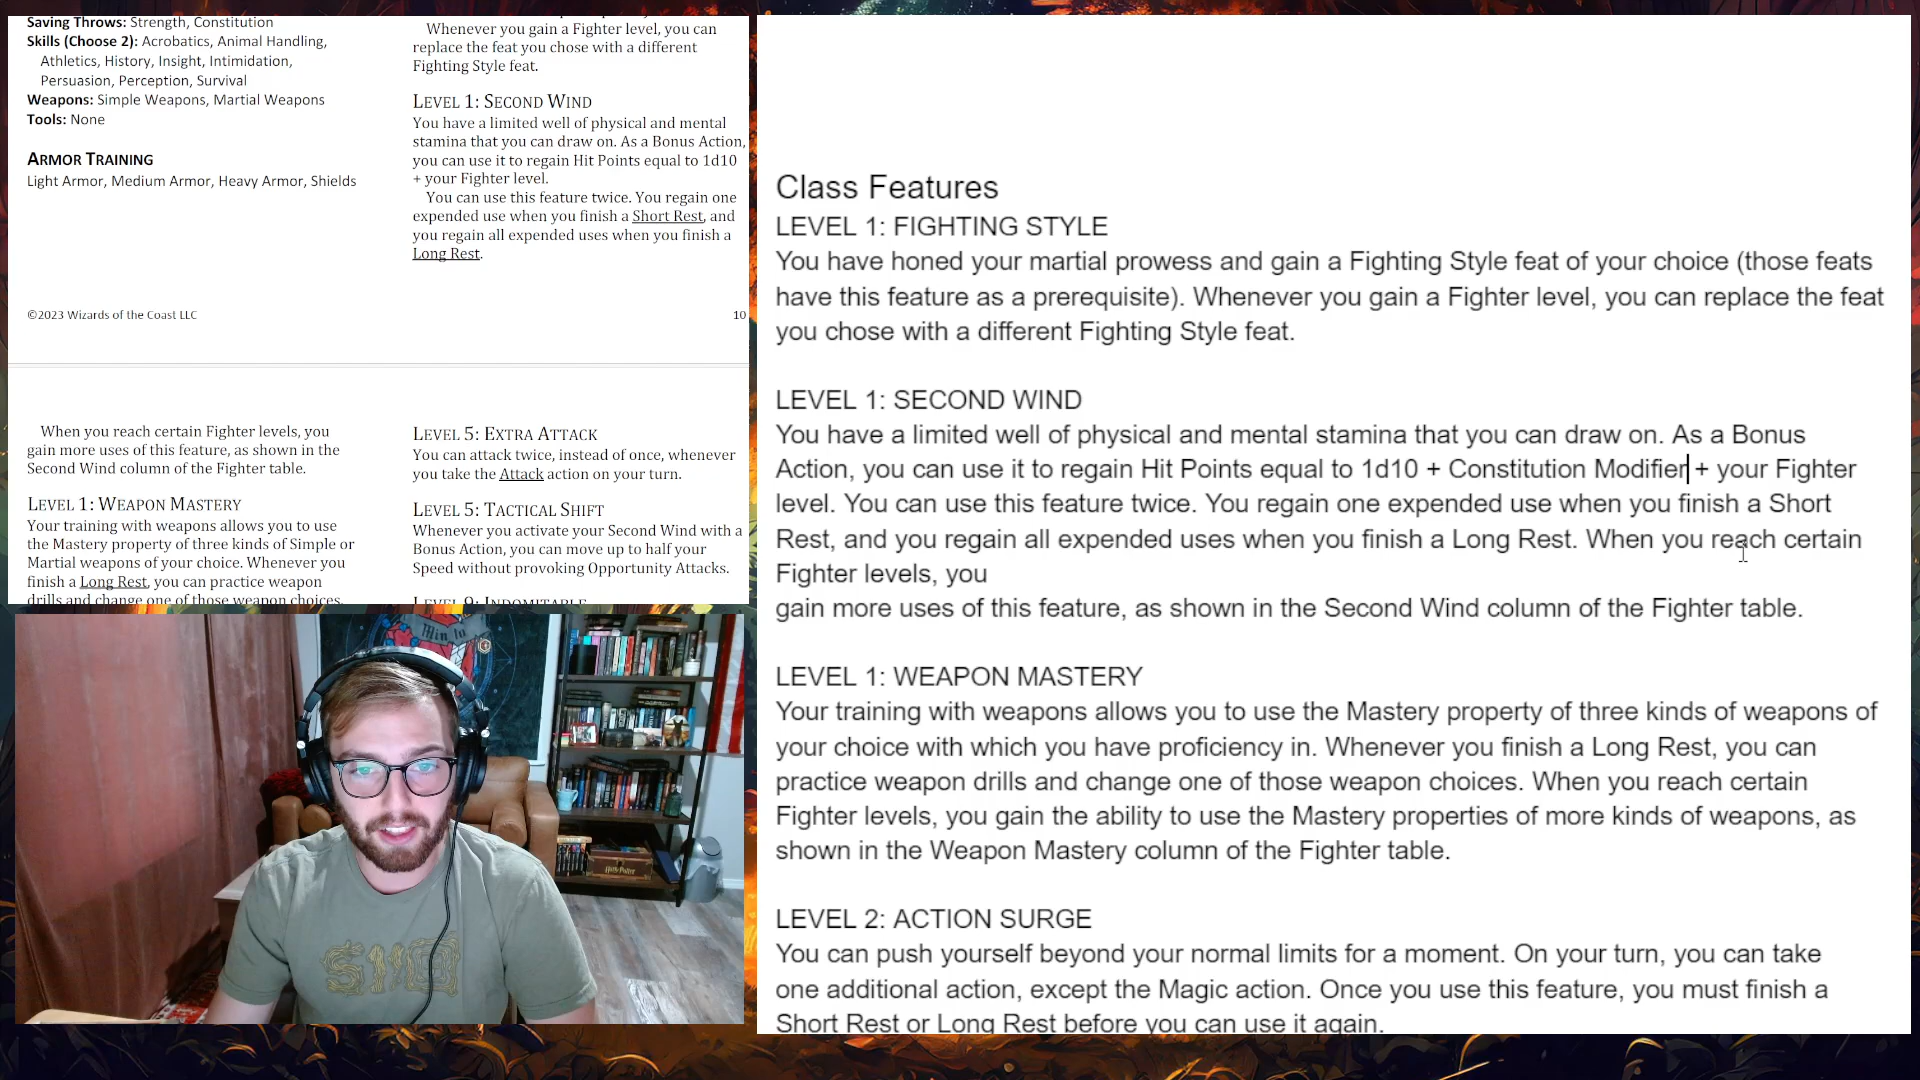 Saving Throws: Strength, Constitution
Skills (Choose 2): Acrobatics, Animal Handling,
Athletics, History, Insight, Intimidation,
Persuasion, Perception, Survival
Weapons: Simple Weapons, Martial Weapons
Tools: None
ARMOR TRAINING
Light Armor, Medium Armor, Heavy Armor, Shields
Whenever you gain a Fighter level, you can
replace the feat you chose with a different
Fighting Style feat.
LEVEL 1: SECOND WIND
You have a limited well of physical and mental
stamina that you can draw on. As a Bonus Action,
you can use it to regain Hit Points equal to 1d10
+ your Fighter level.
You can use this feature twice. You regain one
expended use when you finish a Short Rest, and
you regain all expended uses when you finish a
Long Rest.
©2023 Wizards of the Coast LLC
10
When you reach certain Fighter levels, you
gain more uses of this feature, as shown in the
Second Wind column of the Fighter table.
LEVEL 1: WEAPON MASTERY
Your training with weapons allows you to use
the Mastery property of three kinds of Simple or
Martial weapons of your choice. Whenever you
finish a Long Rest, you can practice weapon
drills and change one of those weapon choices.
LEVEL 5: EXTRA ATTACK
You can attack twice, instead of once, whenever
you take the Attack action on your turn.
LEVEL 5: TACTICAL SHIFT
Whenever you activate your Second Wind with a
Bonus Action, you can move up to half your
Speed without provoking Opportunity Attacks.
LEVEL 9: INDOMITABLE
Class Features
LEVEL 1: FIGHTING STYLE
You have honed your martial prowess and gain a Fighting Style feat of your choice (those feats
have this feature as a prerequisite). Whenever you gain a Fighter level, you can replace the feat
you chose with a different Fighting Style feat.
LEVEL 1: SECOND WIND
You have a limited well of physical and mental stamina that you can draw on. As a Bonus
Action, you can use it to regain Hit Points equal to 1d10 + Constitution Modifier + your Fighter
level. You can use this feature twice. You regain one expended use when you finish a Short
Rest, and you regain all expended uses when you finish a Long Rest. When you reach certain
Fighter levels, you
gain more uses of this feature, as shown in the Second Wind column of the Fighter table.
LEVEL 1: WEAPON MASTERY
Your training with weapons allows you to use the Mastery property of three kinds of weapons of
your choice with which you have proficiency in. Whenever you finish a Long Rest, you can
practice weapon drills and change one of those weapon choices. When you reach certain
Fighter levels, you gain the ability to use the Mastery properties of more kinds of weapons, as
shown in the Weapon Mastery column of the Fighter table.
LEVEL 2: ACTION SURGE
You can push yourself beyond your normal limits for a moment. On your turn, you can take
one additional action, except the Magic action. Once you use this feature, you must finish a
Short Rest or Long Rest before you can use it again.
Harry Potter